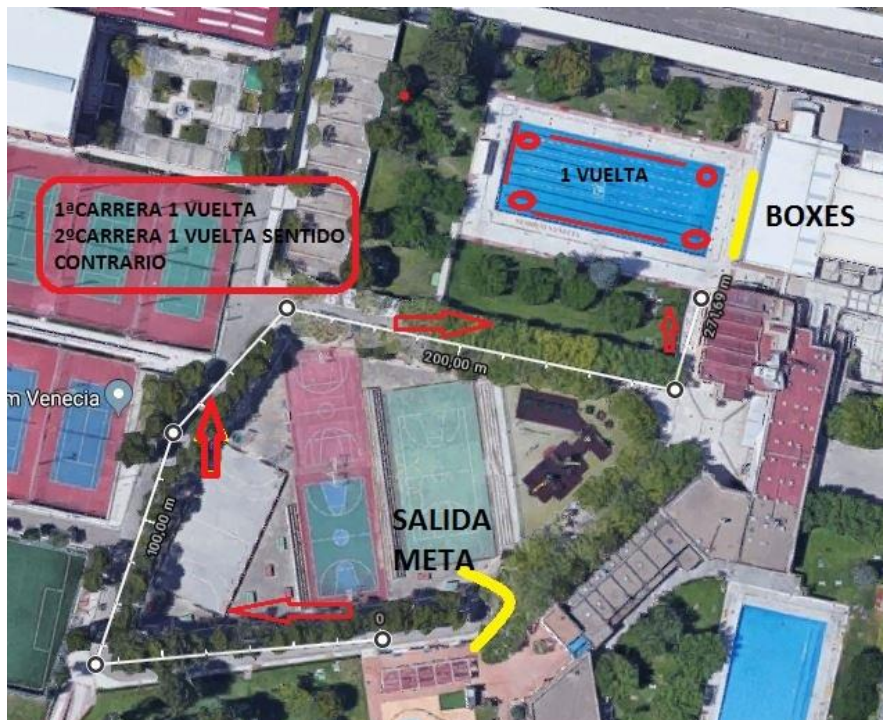 1 VUELTA
BOXES
1ªCARRERA 1 VUELTA
2ºCARRERA 1 VUELTA SENTIDO
CONTRARIO
271,69 m
200,00 m
m Venecia
100,00 m
SALIDA
META
0